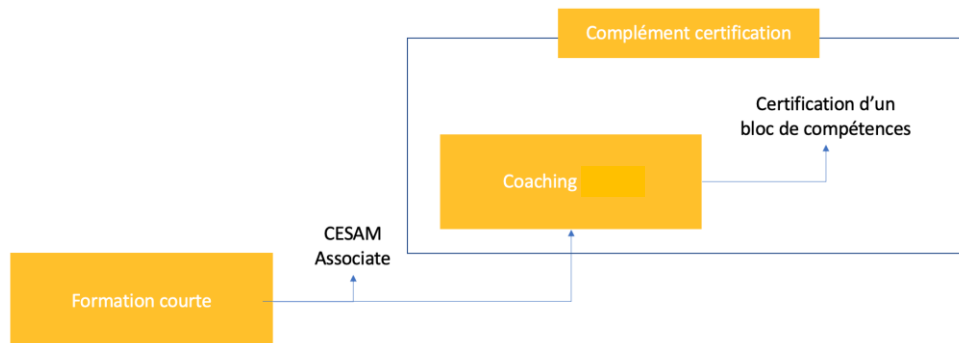 Complément certification
Certification d’un
bloc de compétences
Coaching
CESAM
Associate
Formation courte